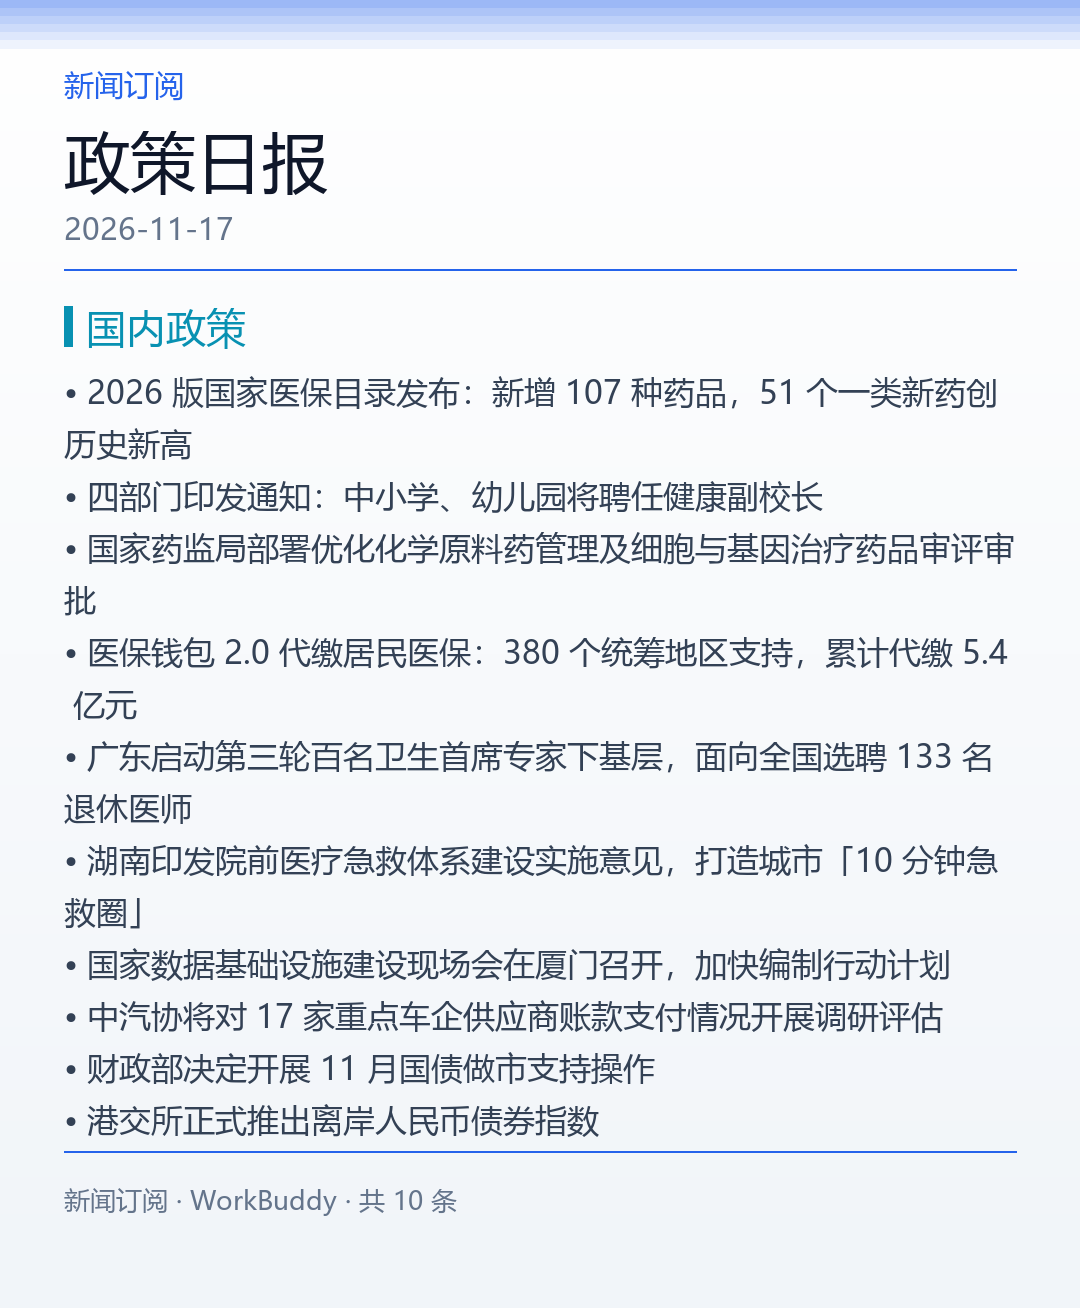 新闻订阅
政策日报
2026-11-17
国内政策
• 2026 版国家医保目录发布：新增 107 种药品，51 个一类新药创
历史新高
• 四部门印发通知：中小学、幼儿园将聘任健康副校长
• 国家药监局部署优化化学原料药管理及细胞与基因治疗药品审评审
批
• 医保钱包 2.0 代缴居民医保：380 个统筹地区支持，累计代缴 5.4
亿元
• 广东启动第三轮百名卫生首席专家下基层，面向全国选聘 133 名
退休医师
• 湖南印发院前医疗急救体系建设实施意见，打造城市「10 分钟急
救圈」
• 国家数据基础设施建设现场会在厦门召开，加快编制行动计划
• 中汽协将对 17 家重点车企供应商账款支付情况开展调研评估
• 财政部决定开展 11 月国债做市支持操作
• 港交所正式推出离岸人民币债券指数
新闻订阅 · WorkBuddy · 共 10 条